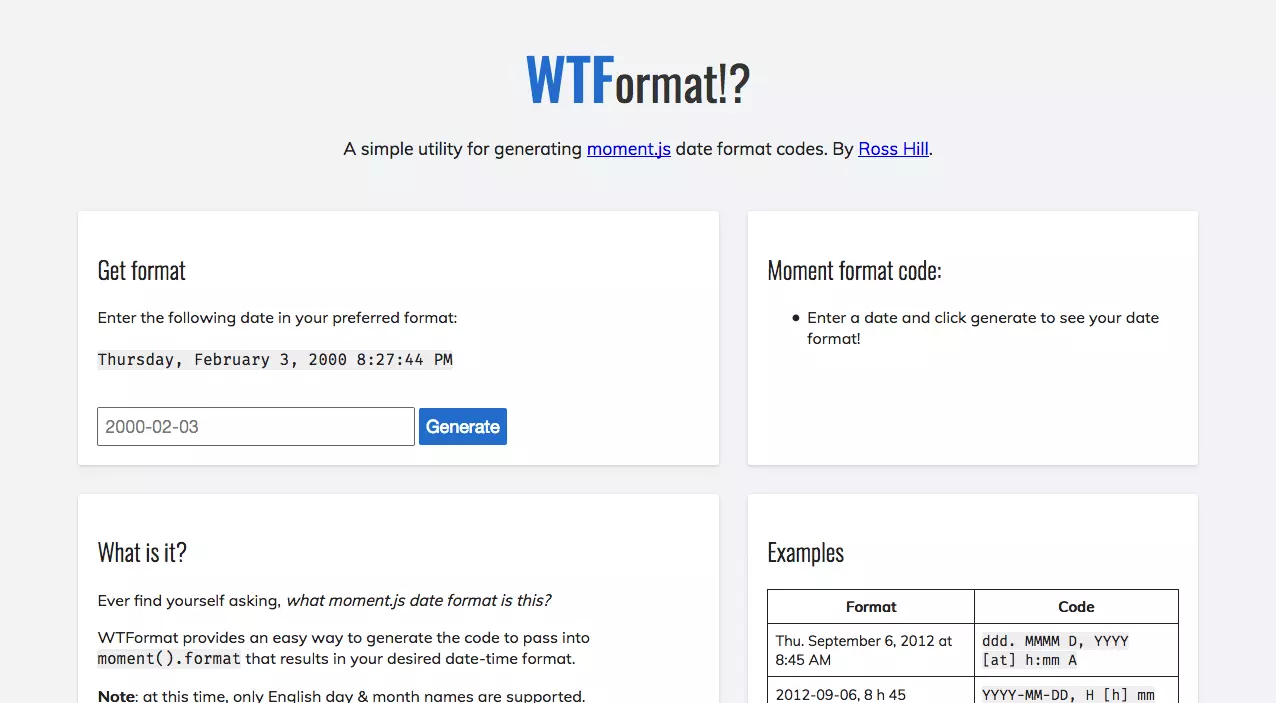 WTFormat!?
A simple utility for generating moment.js date format codes. By Ross Hill.
Get format
Enter the following date in your preferred format:
Thursday, February 3, 2000 8:27:44 PM
2000-02-03
Generate
Moment format code:
Enter a date and click generate to see your date
format!
What is it?
Ever find yourself asking, what moment.js date format is this?
WTFormat provides an easy way to generate the code to pass into
moment().format that results in your desired date-time format.
Note: at this time, only English day & month names are supported.
Examples
Format Code
Thu. September 6, 2012 at ddd. MMMM D, YYYY
8:45 AM [at] h:mm A
2012-09-06, 8 h 45 YYYY-MM-DD, H [h] mm